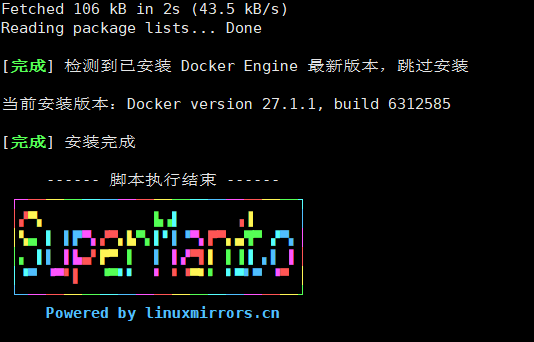 Fetched 106 kB in 2s (43.5 kB/s)
Reading package lists... Done
[完成] 检测到已安装 Docker Engine 最新版本，跳过安装
当前安装版本：Docker version 27.1.1, build 6312585
[完成] 安装完成
------ 脚本执行结束 ------
SuperManito
Powered by linuxmirrors.cn